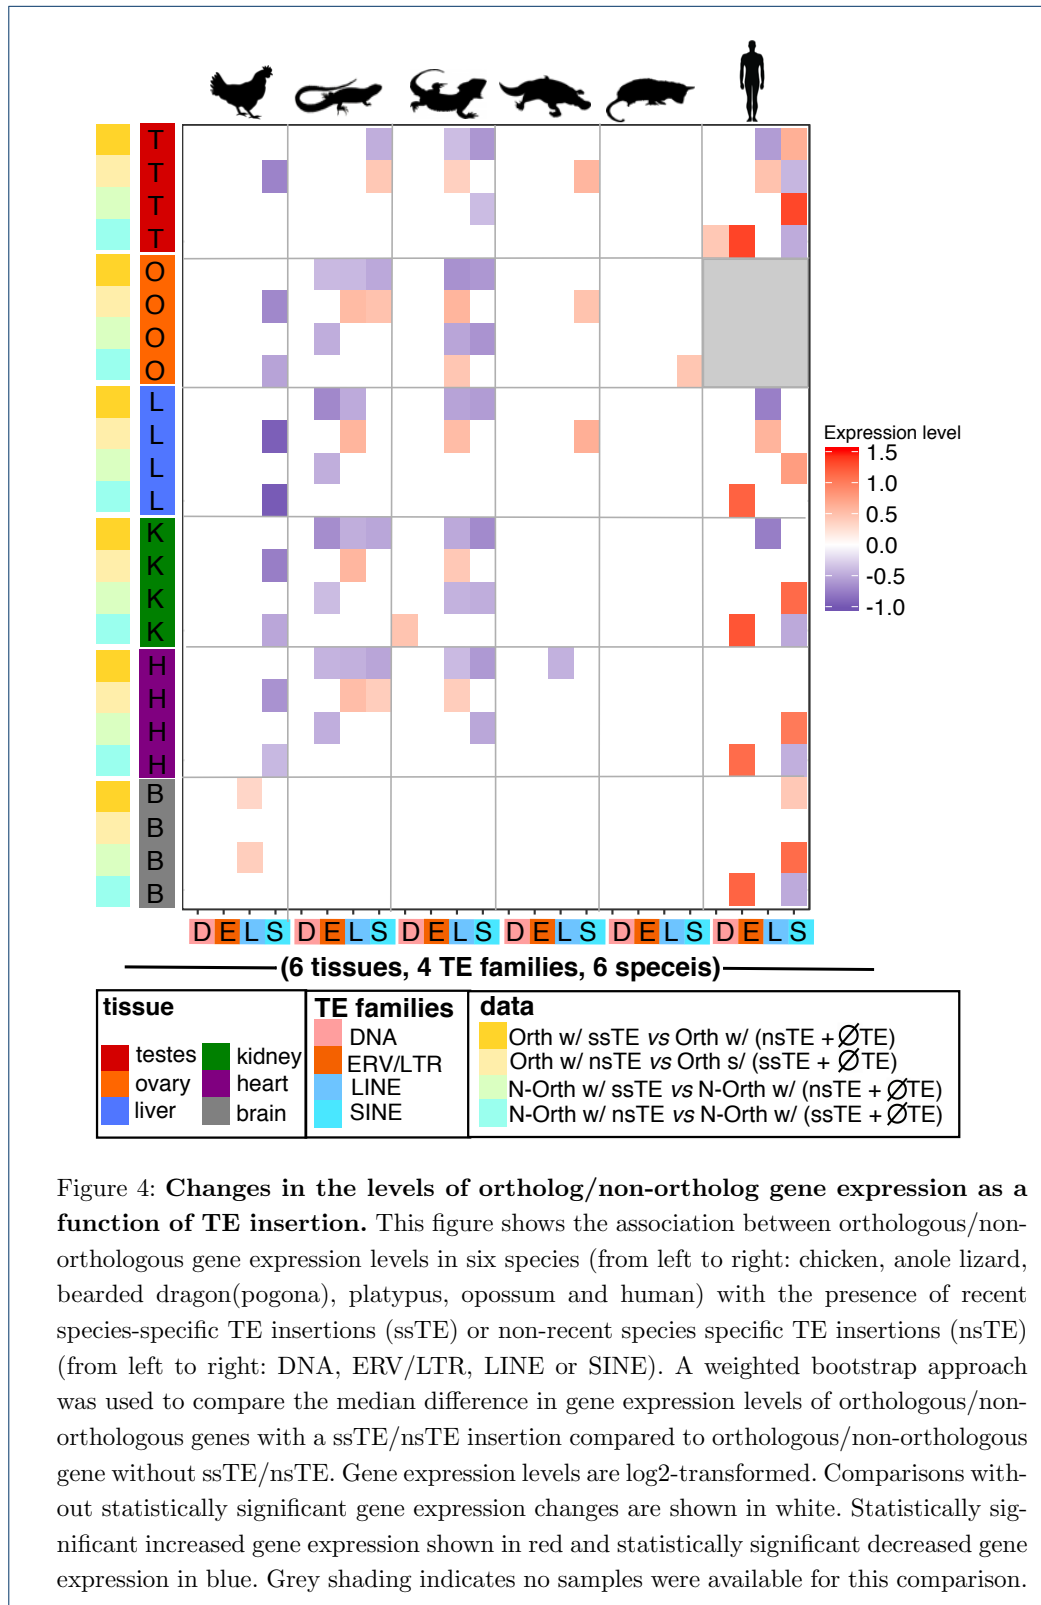 T
T
T
T
O
O
O
O
L
L
L
L
K
K
K
K
H
H
H
H
B
B
B
B
Expression level
1.5
1.0
0.5
0.0
-0.5
-1.0
D E L S D E L S D E L S D E L S D E L S D E L S
(6 tissues, 4 TE families, 6 speceis)
tissue
testes kidney
ovary heart
liver brain
TE families
DNA
ERV/LTR
LINE
SINE
data
Orth w/ ssTE vs Orth w/ (nsTE + ∅TE)
Orth w/ nsTE vs Orth s/ (ssTE + ∅TE)
N-Orth w/ ssTE vs N-Orth w/ (nsTE + ∅TE)
N-Orth w/ nsTE vs N-Orth w/ (ssTE + ∅TE)
Figure 4: Changes in the levels of ortholog/non-ortholog gene expression as a
function of TE insertion. This figure shows the association between orthologous/non-
orthologous gene expression levels in six species (from left to right: chicken, anole lizard,
bearded dragon(pogona), platypus, opossum and human) with the presence of recent
species-specific TE insertions (ssTE) or non-recent species specific TE insertions (nsTE)
(from left to right: DNA, ERV/LTR, LINE or SINE). A weighted bootstrap approach
was used to compare the median difference in gene expression levels of orthologous/non-
orthologous genes with a ssTE/nsTE insertion compared to orthologous/non-orthologous
gene without ssTE/nsTE. Gene expression levels are log2-transformed. Comparisons with-
out statistically significant gene expression changes are shown in white. Statistically sig-
nificant increased gene expression shown in red and statistically significant decreased gene
expression in blue. Grey shading indicates no samples were available for this comparison.